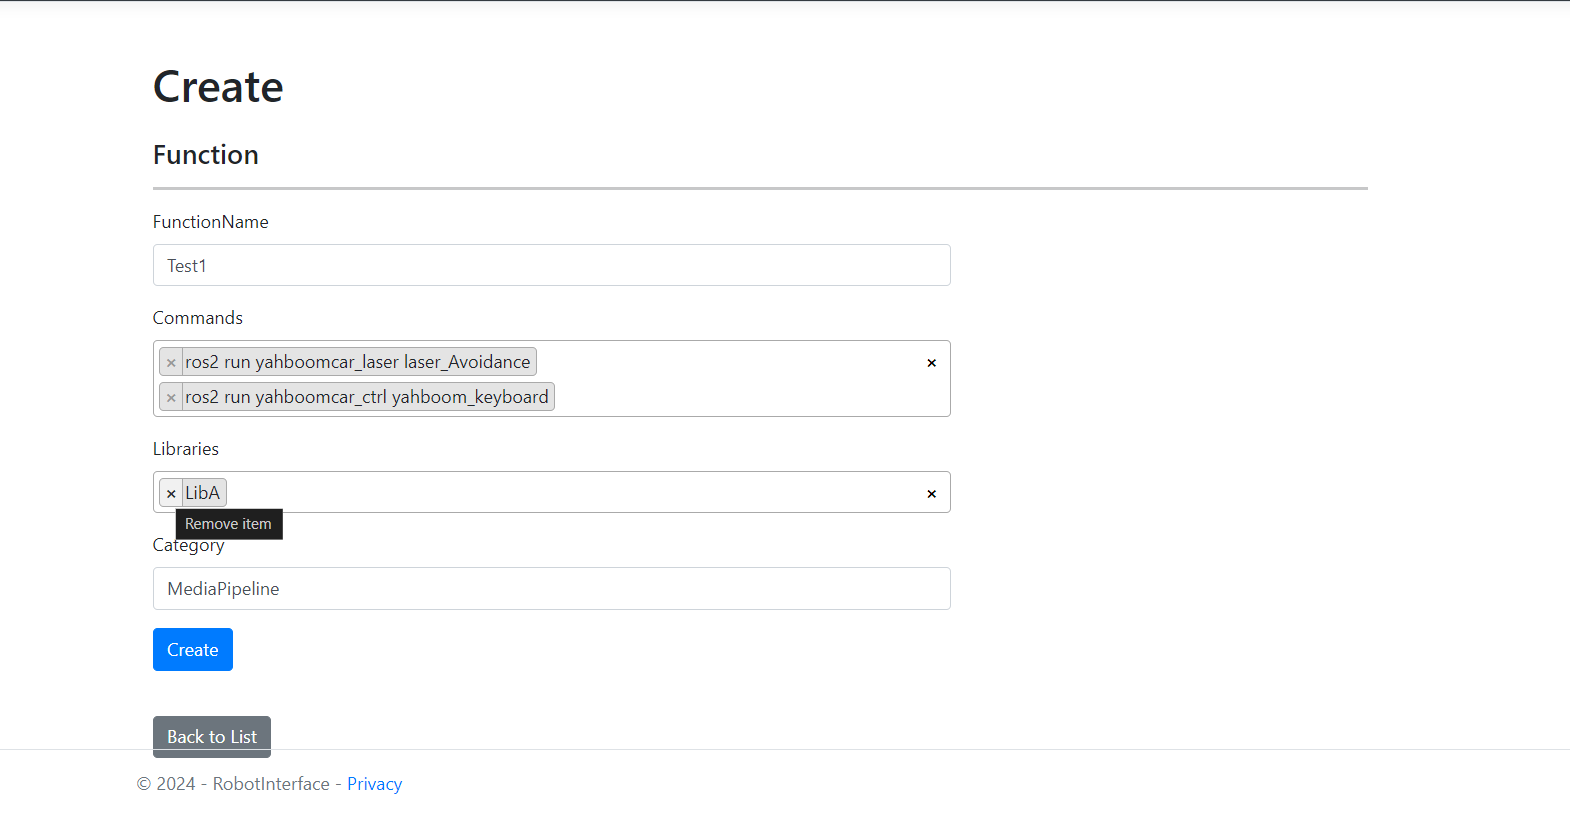 Create
Function
FunctionName
Test1
Commands
× ros2 run yahboomcar_laser laser_Avoidance ×
× ros2 run yahboomcar_ctrl yahboom_keyboard
Libraries
× LibA ×
Remove item
Category
MediaPipeline
Create
Back to List
© 2024 - RobotInterface - Privacy